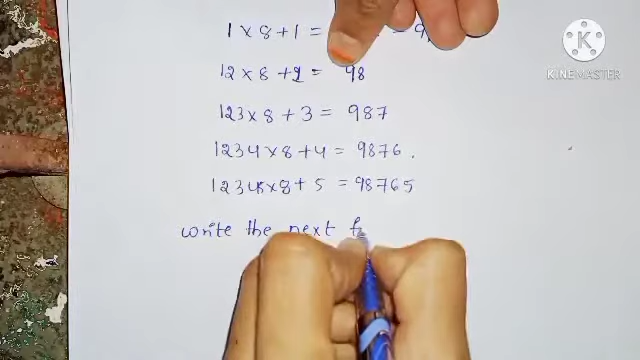 1 × 8 + 1 = 9
12 × 8 + 2 = 98
123 × 8 + 3 = 987
1234 × 8 + 4 = 9876.
12345 × 8 + 5 = 98765
write the next
KINEMASTER